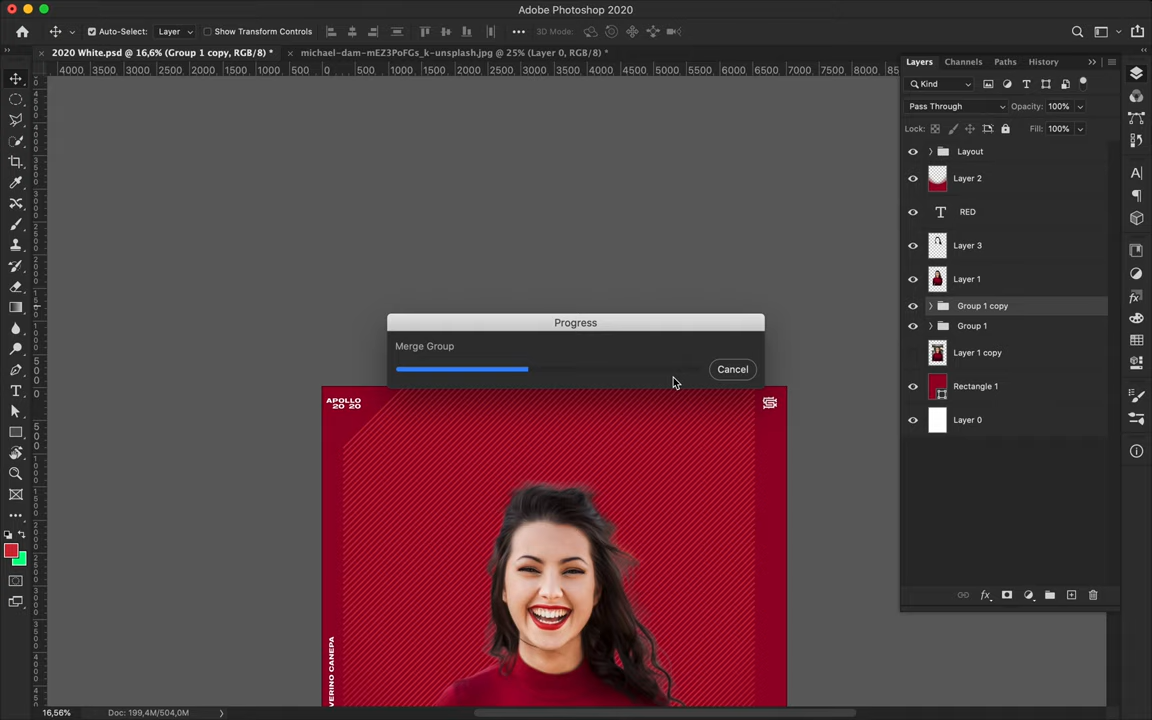 Adobe Photoshop 2020
Auto-Select: Layer Show Transform Controls 3D Mode:
2020 White.psd @ 16,6% (Group 1 copy, RGB/8) * michael-dam-mEZ3PoFGs_k-unsplash.jpg @ 25% (Layer 0, RGB/8) *
4000 3500 3000 2500 2000 1500 1000 500 0 500 1000 1500 2000 2500 3000 3500 4000 4500 5000 5500 6000 6500 7000 7500 8000 85
Layers Channels Paths History
Kind
Pass Through Opacity: 100%
Lock: Fill: 100%
Layout
Layer 2
RED
Layer 3
Layer 1
Group 1 copy
Group 1
Layer 1 copy
Rectangle 1
Layer 0
Progress
Merge Group
Cancel
APOLLO
20 20
VERINO CANEPA
16,56% Doc: 199,4M/504,0M